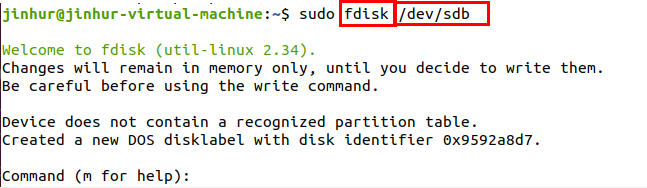 jinhur@jinhur-virtual-machine:~$ sudo fdisk /dev/sdb
Welcome to fdisk (util-linux 2.34).
Changes will remain in memory only, until you decide to write them.
Be careful before using the write command.
Device does not contain a recognized partition table.
Created a new DOS disklabel with disk identifier 0x9592a8d7.
Command (m for help):